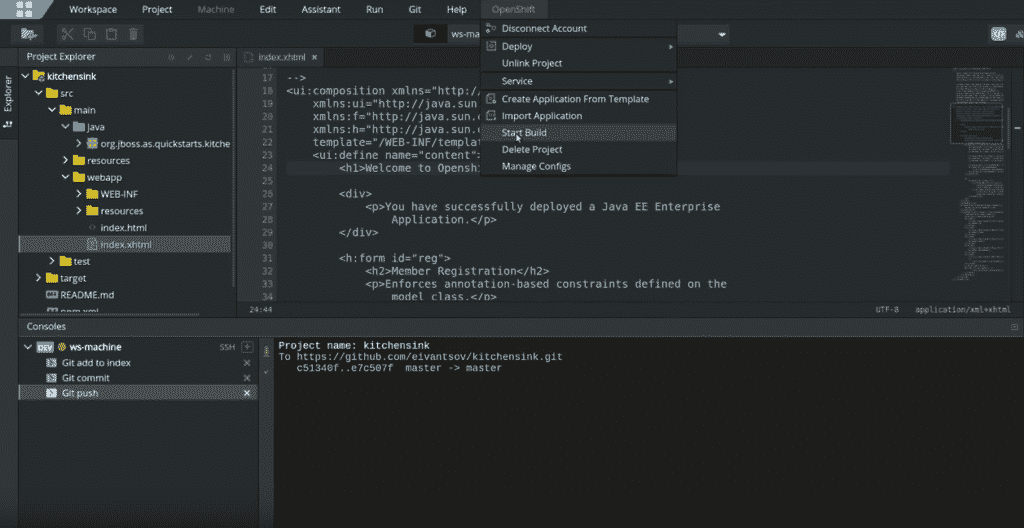 Workspace Project Machine Edit Assistant Run Git Help OpenShift
ws-ma
Disconnect Account
Deploy
Unlink Project
Service
Create Application From Template
Import Application
Start Build
Delete Project
Manage Configs
Project Explorer
Explorer
kitchensink
src
main
java
org.jboss.as.quickstarts.kitche
resources
webapp
WEB-INF
resources
index.html
index.xhtml
test
target
README.md
pom.xml
index.xhtml ×
17 -->
18 <ui:composition xmlns="http:/
19 xmlns:ui="http://java.sun
20 xmlns:f="http://java.sun.c
21 xmlns:h="http://java.sun.c
22 template="/WEB-INF/templat
23 <ui:define name="content">
24 <h1>Welcome to Openshi
25
26 <div>
27 <p>You have successfully deployed a Java EE Enterprise
28 Application.</p>
29 </div>
30
31 <h:form id="reg">
32 <h2>Member Registration</h2>
33 <p>Enforces annotation-based constraints defined on the
34 model class.</p>
24:44 UTF-8 application/xml+xhtml
Consoles
DEV ws-machine SSH +
Git add to index ×
Git commit ×
Git push ×
Project name: kitchensink
To https://github.com/eivantsov/kitchensink.git
c51340f..e7c507f master -> master